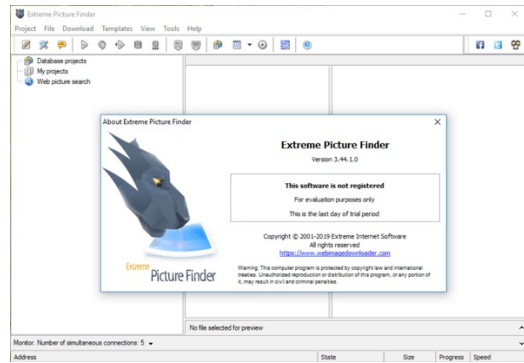 Extreme Picture Finder
Project File Download Templates View Tools Help
Database projects
My projects
Web picture search
About Extreme Picture Finder
Extreme Picture Finder
Version 3.44.1.0
This software is not registered
For evaluation purposes only
This is the last day of trial period
Copyright © 2001-2019 Extreme Internet Software
All rights reserved
https://www.webimagedownloader.com
Warning: This computer program is protected by copyright law and international
treaties. Unauthorized reproduction or distribution of this program, or any portion of
it, may result in civil and criminal penalties.
Extreme
Picture Finder
No file selected for preview
Monitor. Number of simultaneous connections: 5
Address State Size Progress Speed